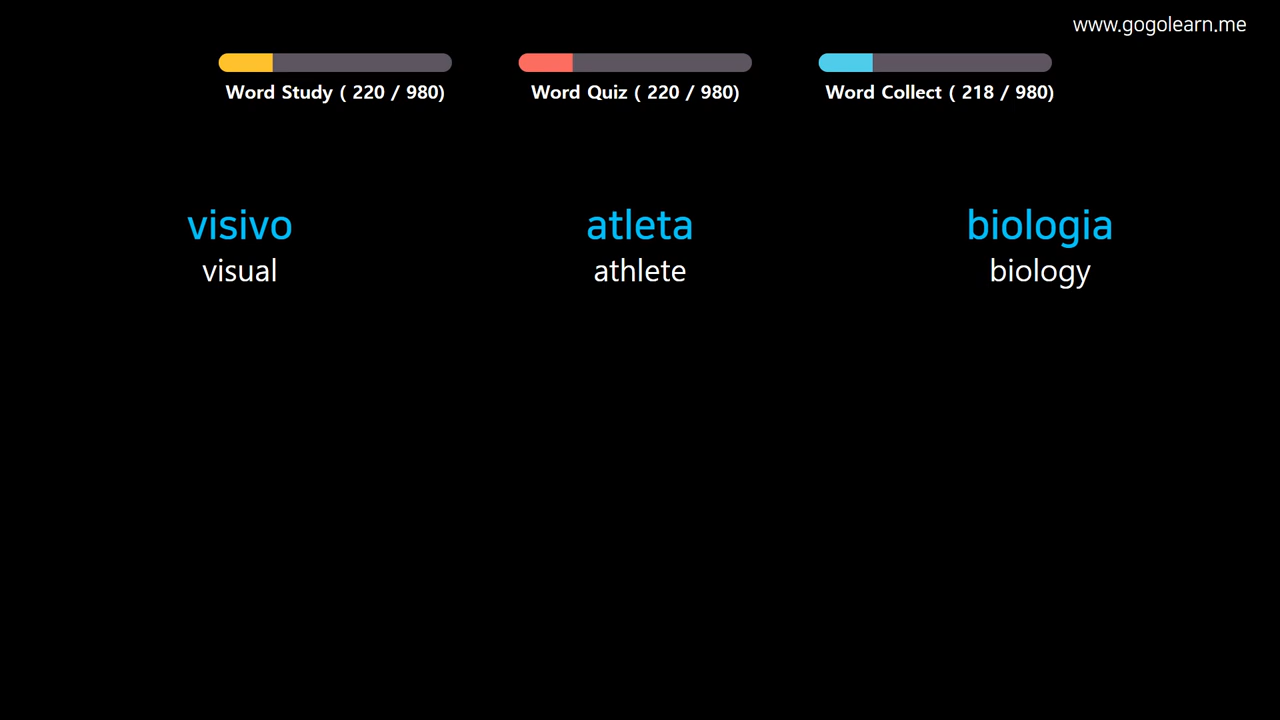 www.gogolearn.me
Word Study ( 220 / 980)
Word Quiz ( 220 / 980)
Word Collect ( 218 / 980)
visivo
visual
atleta
athlete
biologia
biology